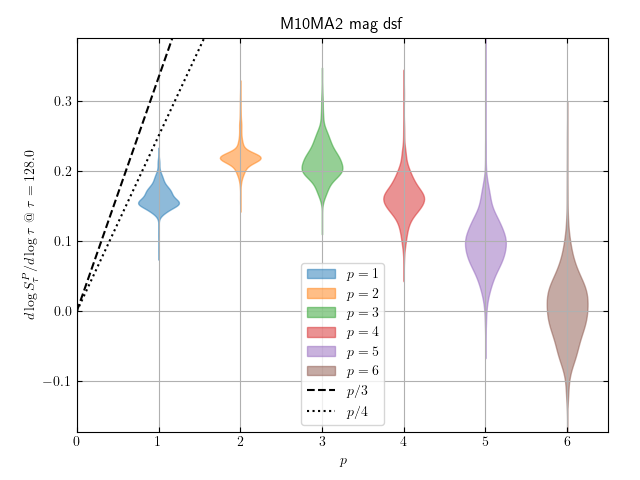 M10MA2 mag dsf
d log S_τ^P / d log τ @ τ = 128.0
0.3
0.2
0.1
0.0
−0.1
p = 1
p = 2
p = 3
p = 4
p = 5
p = 6
p/3
p/4
0 1 2 3 4 5 6
p